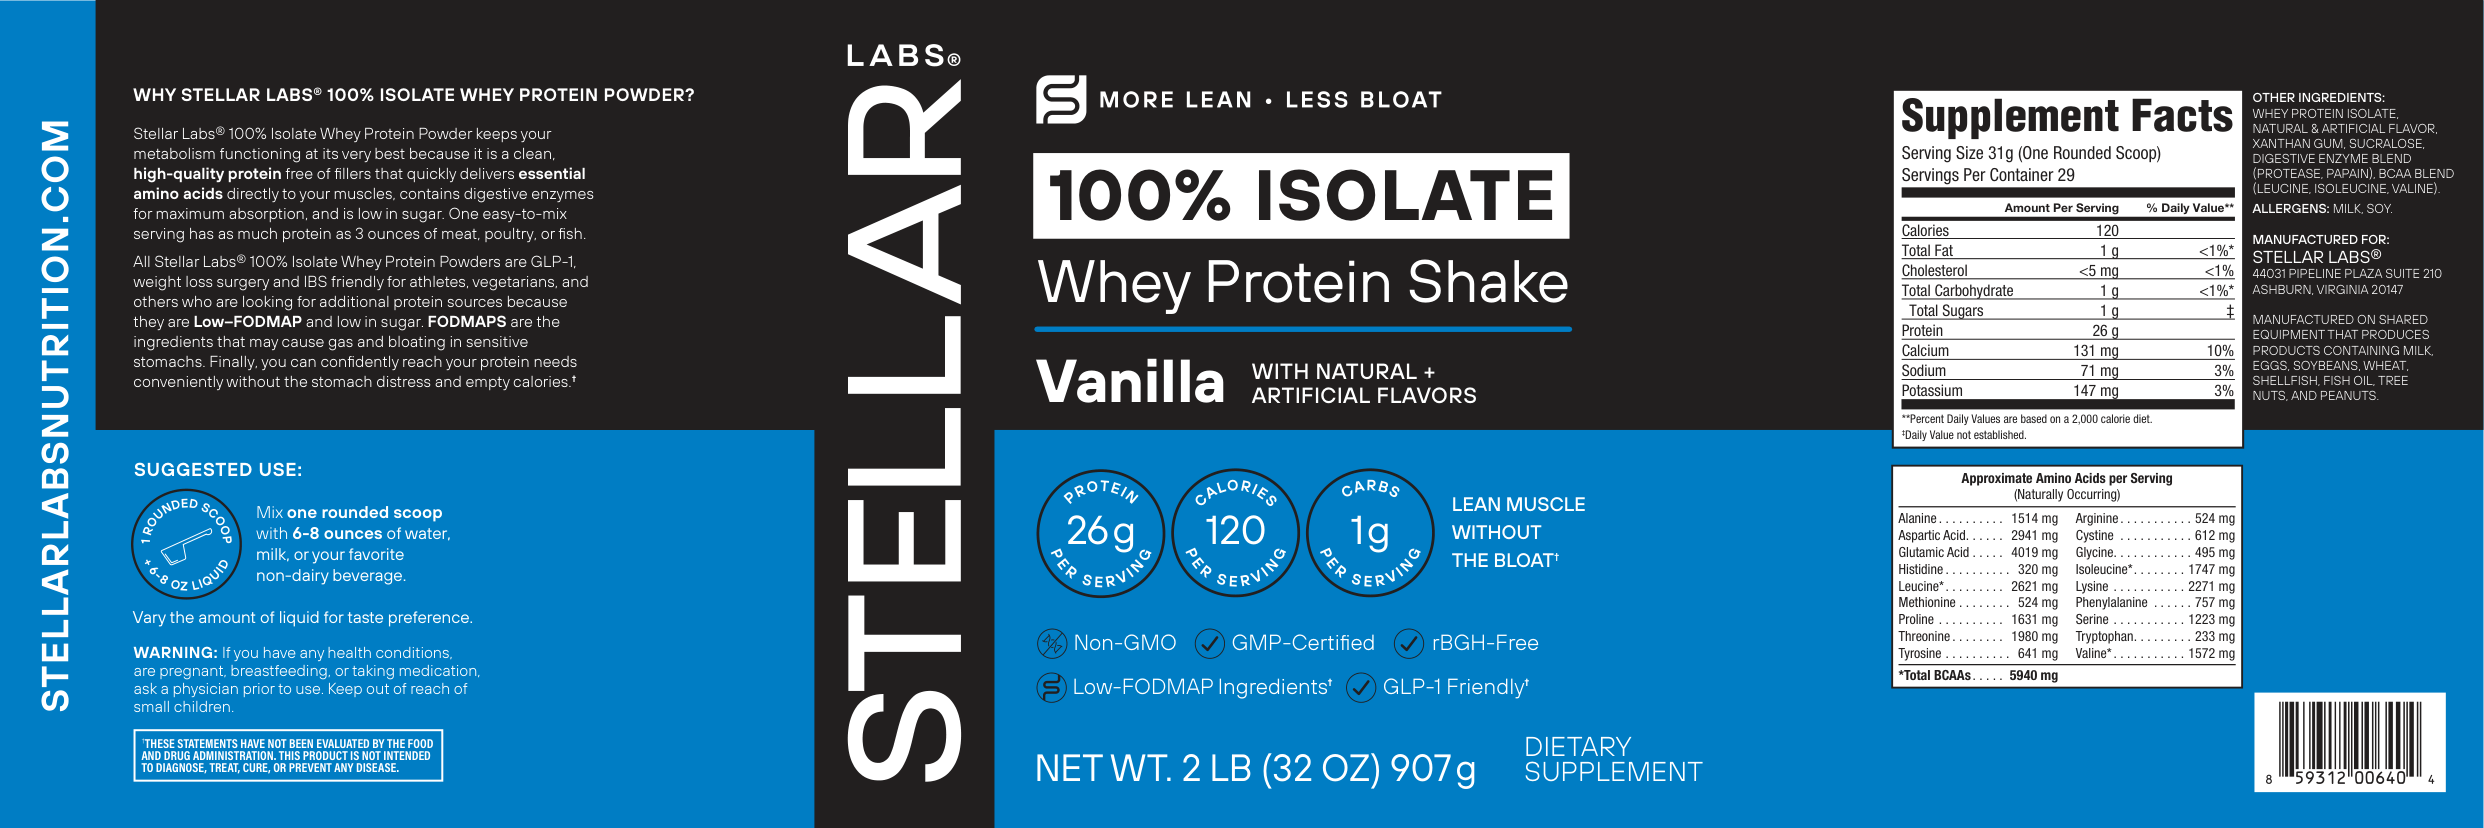 STELLARLABSNUTRITION.COM
WHY STELLAR LABS® 100% ISOLATE WHEY PROTEIN POWDER?
Stellar Labs® 100% Isolate Whey Protein Powder keeps your
metabolism functioning at its very best because it is a clean,
high-quality protein free of fillers that quickly delivers essential
amino acids directly to your muscles, contains digestive enzymes
for maximum absorption, and is low in sugar. One easy-to-mix
serving has as much protein as 3 ounces of meat, poultry, or fish.
All Stellar Labs® 100% Isolate Whey Protein Powders are GLP-1,
weight loss surgery and IBS friendly for athletes, vegetarians, and
others who are looking for additional protein sources because
they are Low–FODMAP and low in sugar. FODMAPS are the
ingredients that may cause gas and bloating in sensitive
stomachs. Finally, you can confidently reach your protein needs
conveniently without the stomach distress and empty calories.†
SUGGESTED USE:
1 ROUNDED SCOOP
+ 6-8 OZ LIQUID
Mix one rounded scoop
with 6-8 ounces of water,
milk, or your favorite
non-dairy beverage.
Vary the amount of liquid for taste preference.
WARNING: If you have any health conditions,
are pregnant, breastfeeding, or taking medication,
ask a physician prior to use. Keep out of reach of
small children.
†THESE STATEMENTS HAVE NOT BEEN EVALUATED BY THE FOOD
AND DRUG ADMINISTRATION. THIS PRODUCT IS NOT INTENDED
TO DIAGNOSE, TREAT, CURE, OR PREVENT ANY DISEASE.
STELLAR
LABS®
MORE LEAN • LESS BLOAT
100% ISOLATE
Whey Protein Shake
Vanilla
WITH NATURAL +
ARTIFICIAL FLAVORS
PROTEIN
26 g
PER SERVING
CALORIES
120
PER SERVING
CARBS
1g
PER SERVING
LEAN MUSCLE
WITHOUT
THE BLOAT†
Non-GMO GMP-Certified rBGH-Free
Low-FODMAP Ingredients† GLP-1 Friendly†
NET WT. 2 LB (32 OZ) 907g
DIETARY
SUPPLEMENT
Supplement Facts
Serving Size 31g (One Rounded Scoop)
Servings Per Container 29
Amount Per Serving % Daily Value**
Calories 120
Total Fat 1 g <1%*
Cholesterol <5 mg <1%
Total Carbohydrate 1 g <1%*
Total Sugars 1 g ‡
Protein 26 g
Calcium 131 mg 10%
Sodium 71 mg 3%
Potassium 147 mg 3%
**Percent Daily Values are based on a 2,000 calorie diet.
‡Daily Value not established.
Approximate Amino Acids per Serving
(Naturally Occurring)
Alanine . . . . . . . . . . 1514 mg Arginine . . . . . . . . . . . 524 mg
Aspartic Acid. . . . . . 2941 mg Cystine . . . . . . . . . . . 612 mg
Glutamic Acid . . . . . 4019 mg Glycine. . . . . . . . . . . . 495 mg
Histidine . . . . . . . . . . 320 mg Isoleucine*. . . . . . . . 1747 mg
Leucine* . . . . . . . . . 2621 mg Lysine . . . . . . . . . . . 2271 mg
Methionine . . . . . . . . 524 mg Phenylalanine . . . . . . 757 mg
Proline . . . . . . . . . . 1631 mg Serine . . . . . . . . . . . 1223 mg
Threonine . . . . . . . . 1980 mg Tryptophan. . . . . . . . . 233 mg
Tyrosine . . . . . . . . . . 641 mg Valine* . . . . . . . . . . . 1572 mg
*Total BCAAs . . . . . 5940 mg
OTHER INGREDIENTS:
WHEY PROTEIN ISOLATE,
NATURAL & ARTIFICIAL FLAVOR,
XANTHAN GUM, SUCRALOSE,
DIGESTIVE ENZYME BLEND
(PROTEASE, PAPAIN), BCAA BLEND
(LEUCINE, ISOLEUCINE, VALINE).
ALLERGENS: MILK, SOY.
MANUFACTURED FOR:
STELLAR LABS®
44031 PIPELINE PLAZA SUITE 210
ASHBURN, VIRGINIA 20147
MANUFACTURED ON SHARED
EQUIPMENT THAT PRODUCES
PRODUCTS CONTAINING MILK,
EGGS, SOYBEANS, WHEAT,
SHELLFISH, FISH OIL, TREE
NUTS, AND PEANUTS.
8 59312 00640 4